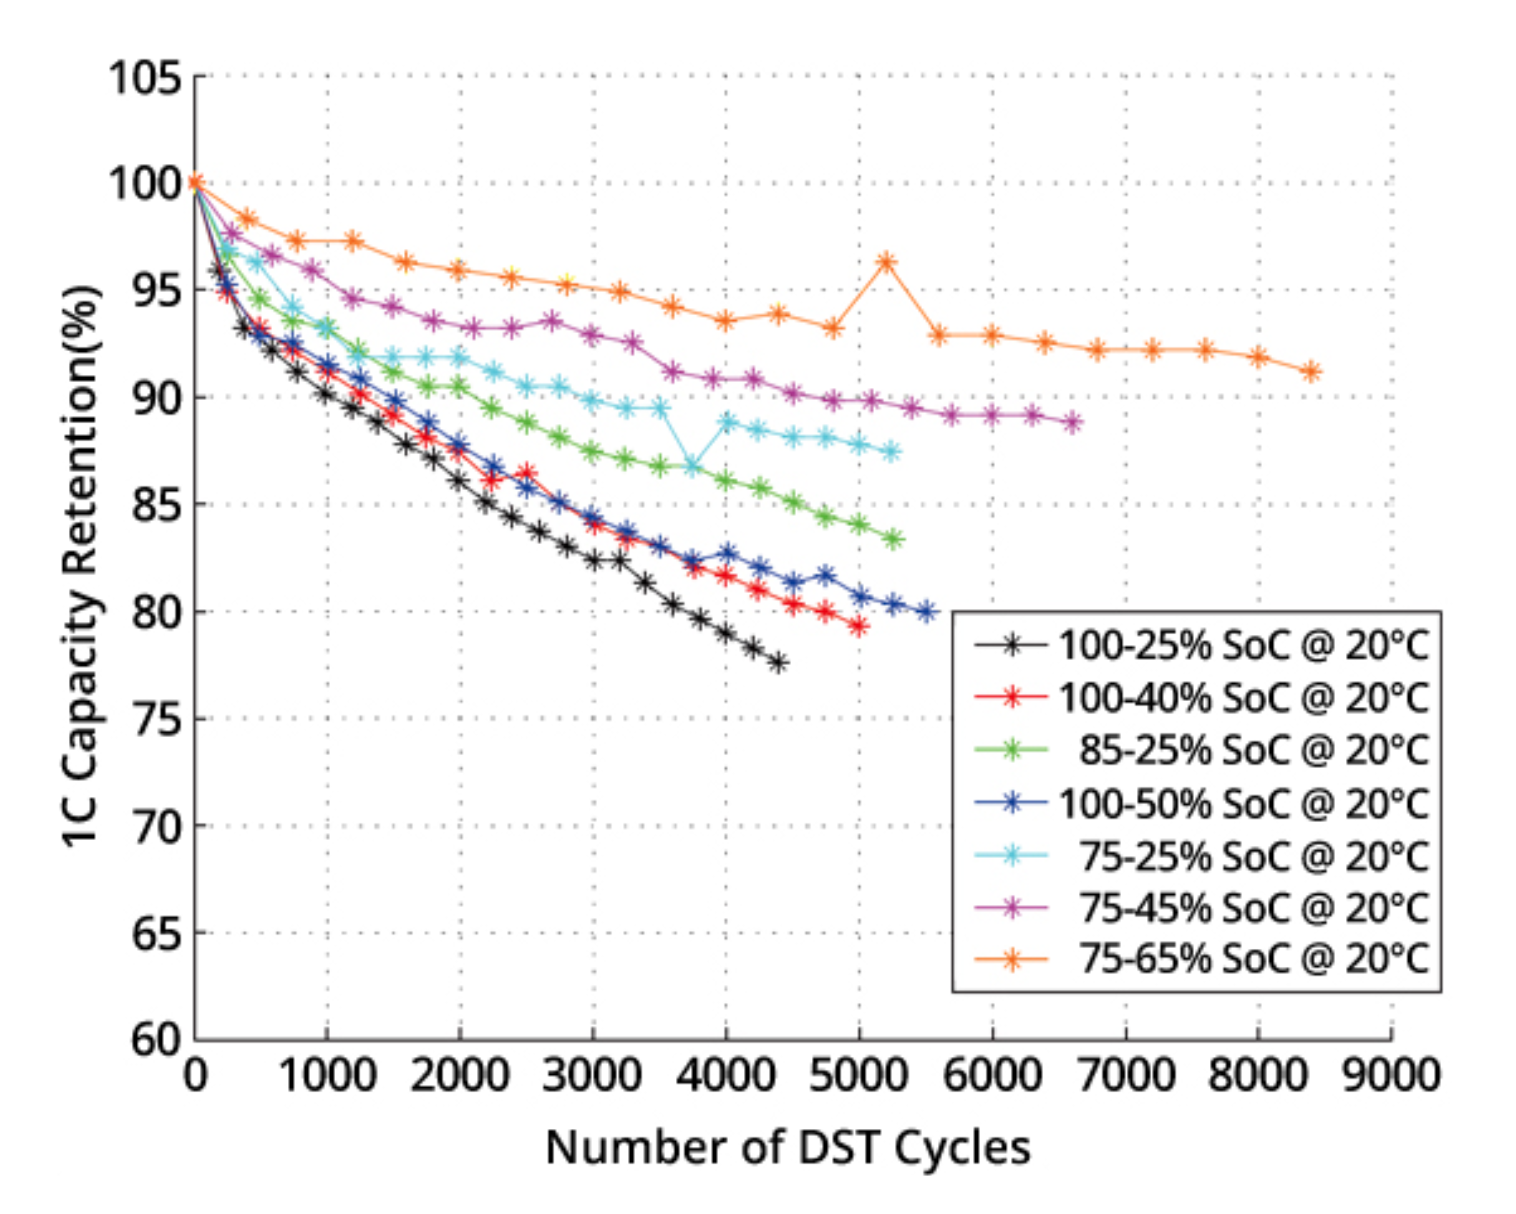 105
100
95
90
85
80
75
70
65
60
1C Capacity Retention(%)
0 1000 2000 3000 4000 5000 6000 7000 8000 9000
Number of DST Cycles
100-25% SoC @ 20°C
100-40% SoC @ 20°C
85-25% SoC @ 20°C
100-50% SoC @ 20°C
75-25% SoC @ 20°C
75-45% SoC @ 20°C
75-65% SoC @ 20°C